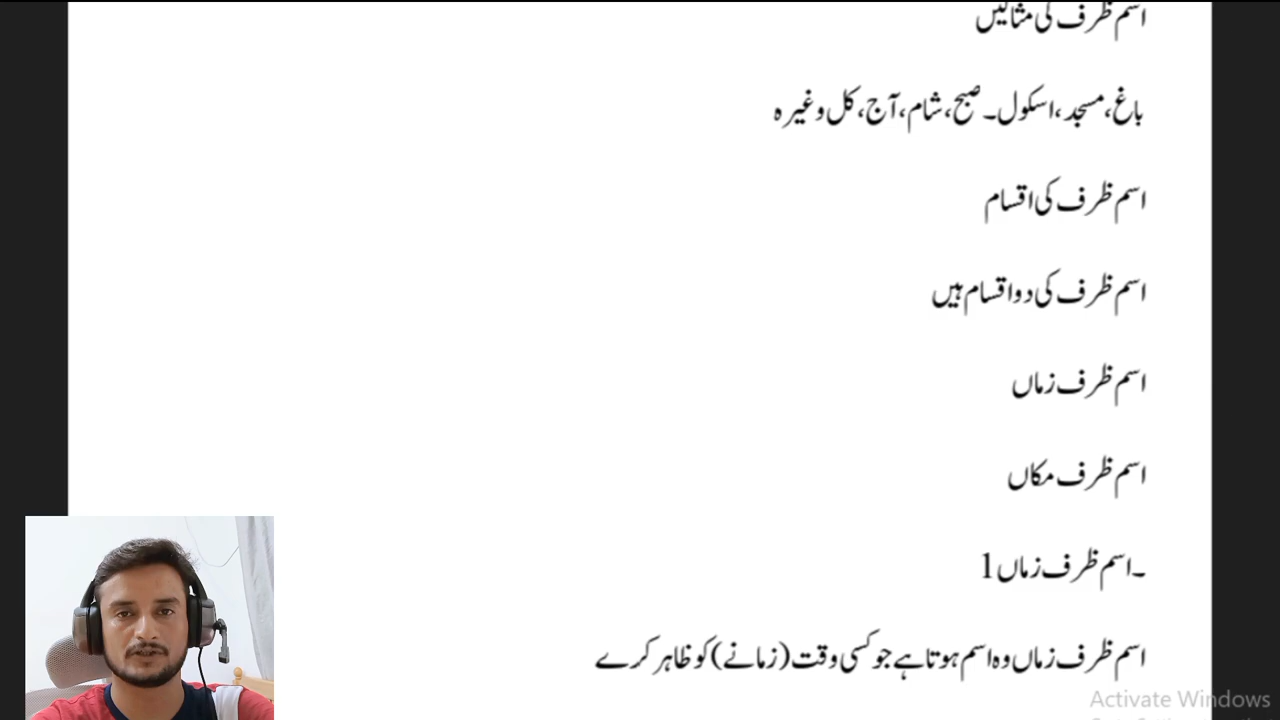 اسم ظرف کی مثالیں
باغ، مسجد، اسکول۔ صبح، شام، آج، کل وغیرہ
اسم ظرف کی اقسام
اسم ظرف کی دو اقسام ہیں
اسم ظرف زماں
اسم ظرف مکاں
۔اسم ظرف زماں 1
اسم ظرف زماں وہ اسم ہوتا ہے جو کسی وقت (زمانے) کو ظاہر کرے
Activate Windows